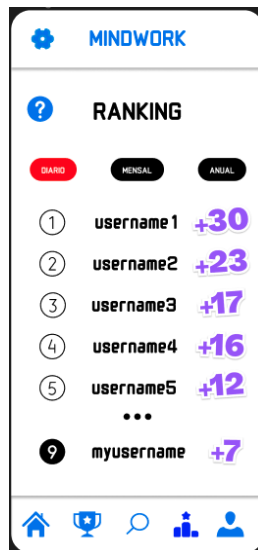 MINDWORK
? RANKING
DIARIO MENSAL ANUAL
1 username1 +30
2 username2 +23
3 username3 +17
4 username4 +16
5 username5 +12
•••
9 myusername +7